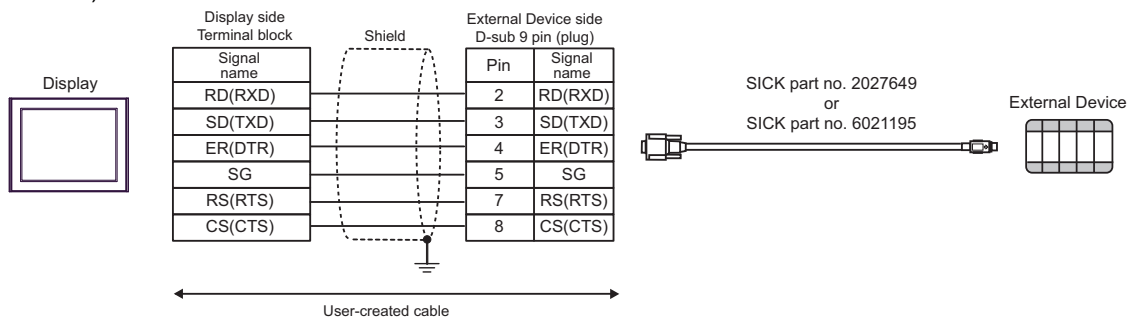 Display
Display side
Terminal block
Shield
External Device side
D-sub 9 pin (plug)
Signal name
Pin
Signal name
RD(RXD) 2 RD(RXD)
SD(TXD) 3 SD(TXD)
ER(DTR) 4 ER(DTR)
SG 5 SG
RS(RTS) 7 RS(RTS)
CS(CTS) 8 CS(CTS)
User-created cable
SICK part no. 2027649
or
SICK part no. 6021195
External Device